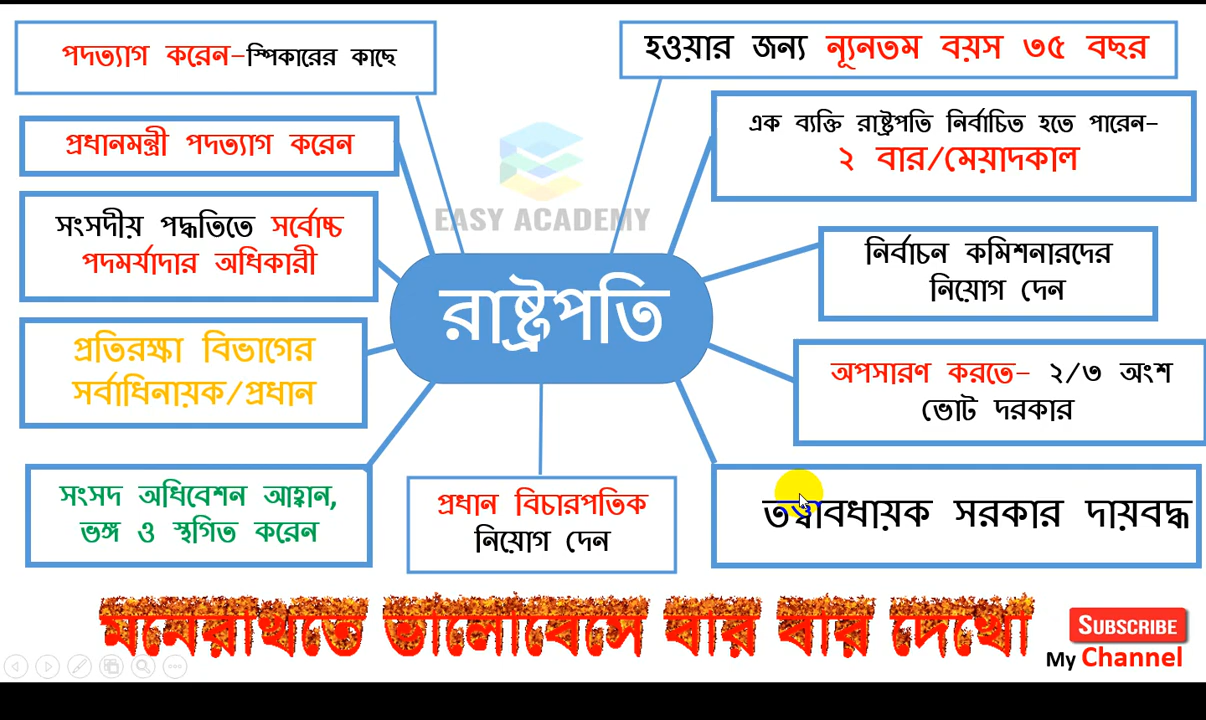 পদত্যাগ করেন-স্পিকারের কাছে
হওয়ার জন্য ন্যূনতম বয়স ৩৫ বছর
প্রধানমন্ত্রী পদত্যাগ করেন
এক ব্যক্তি রাষ্ট্রপতি নির্বাচিত হতে পারেন-
২ বার/মেয়াদকাল
EASY ACADEMY
সংসদীয় পদ্ধতিতে সর্বোচ্চ
পদমর্যাদার অধিকারী
নির্বাচন কমিশনারদের
নিয়োগ দেন
রাষ্ট্রপতি
প্রতিরক্ষা বিভাগের
সর্বাধিনায়ক/প্রধান
অপসারণ করতে- ২/৩ অংশ
ভোট দরকার
সংসদ অধিবেশন আহ্বান,
ভঙ্গ ও স্থগিত করেন
প্রধান বিচারপতিক
নিয়োগ দেন
তত্ত্বাবধায়ক সরকার দায়বদ্ধ
মনেরাখতে ভালোবেসে বার বার দেখো
SUBSCRIBE
My Channel